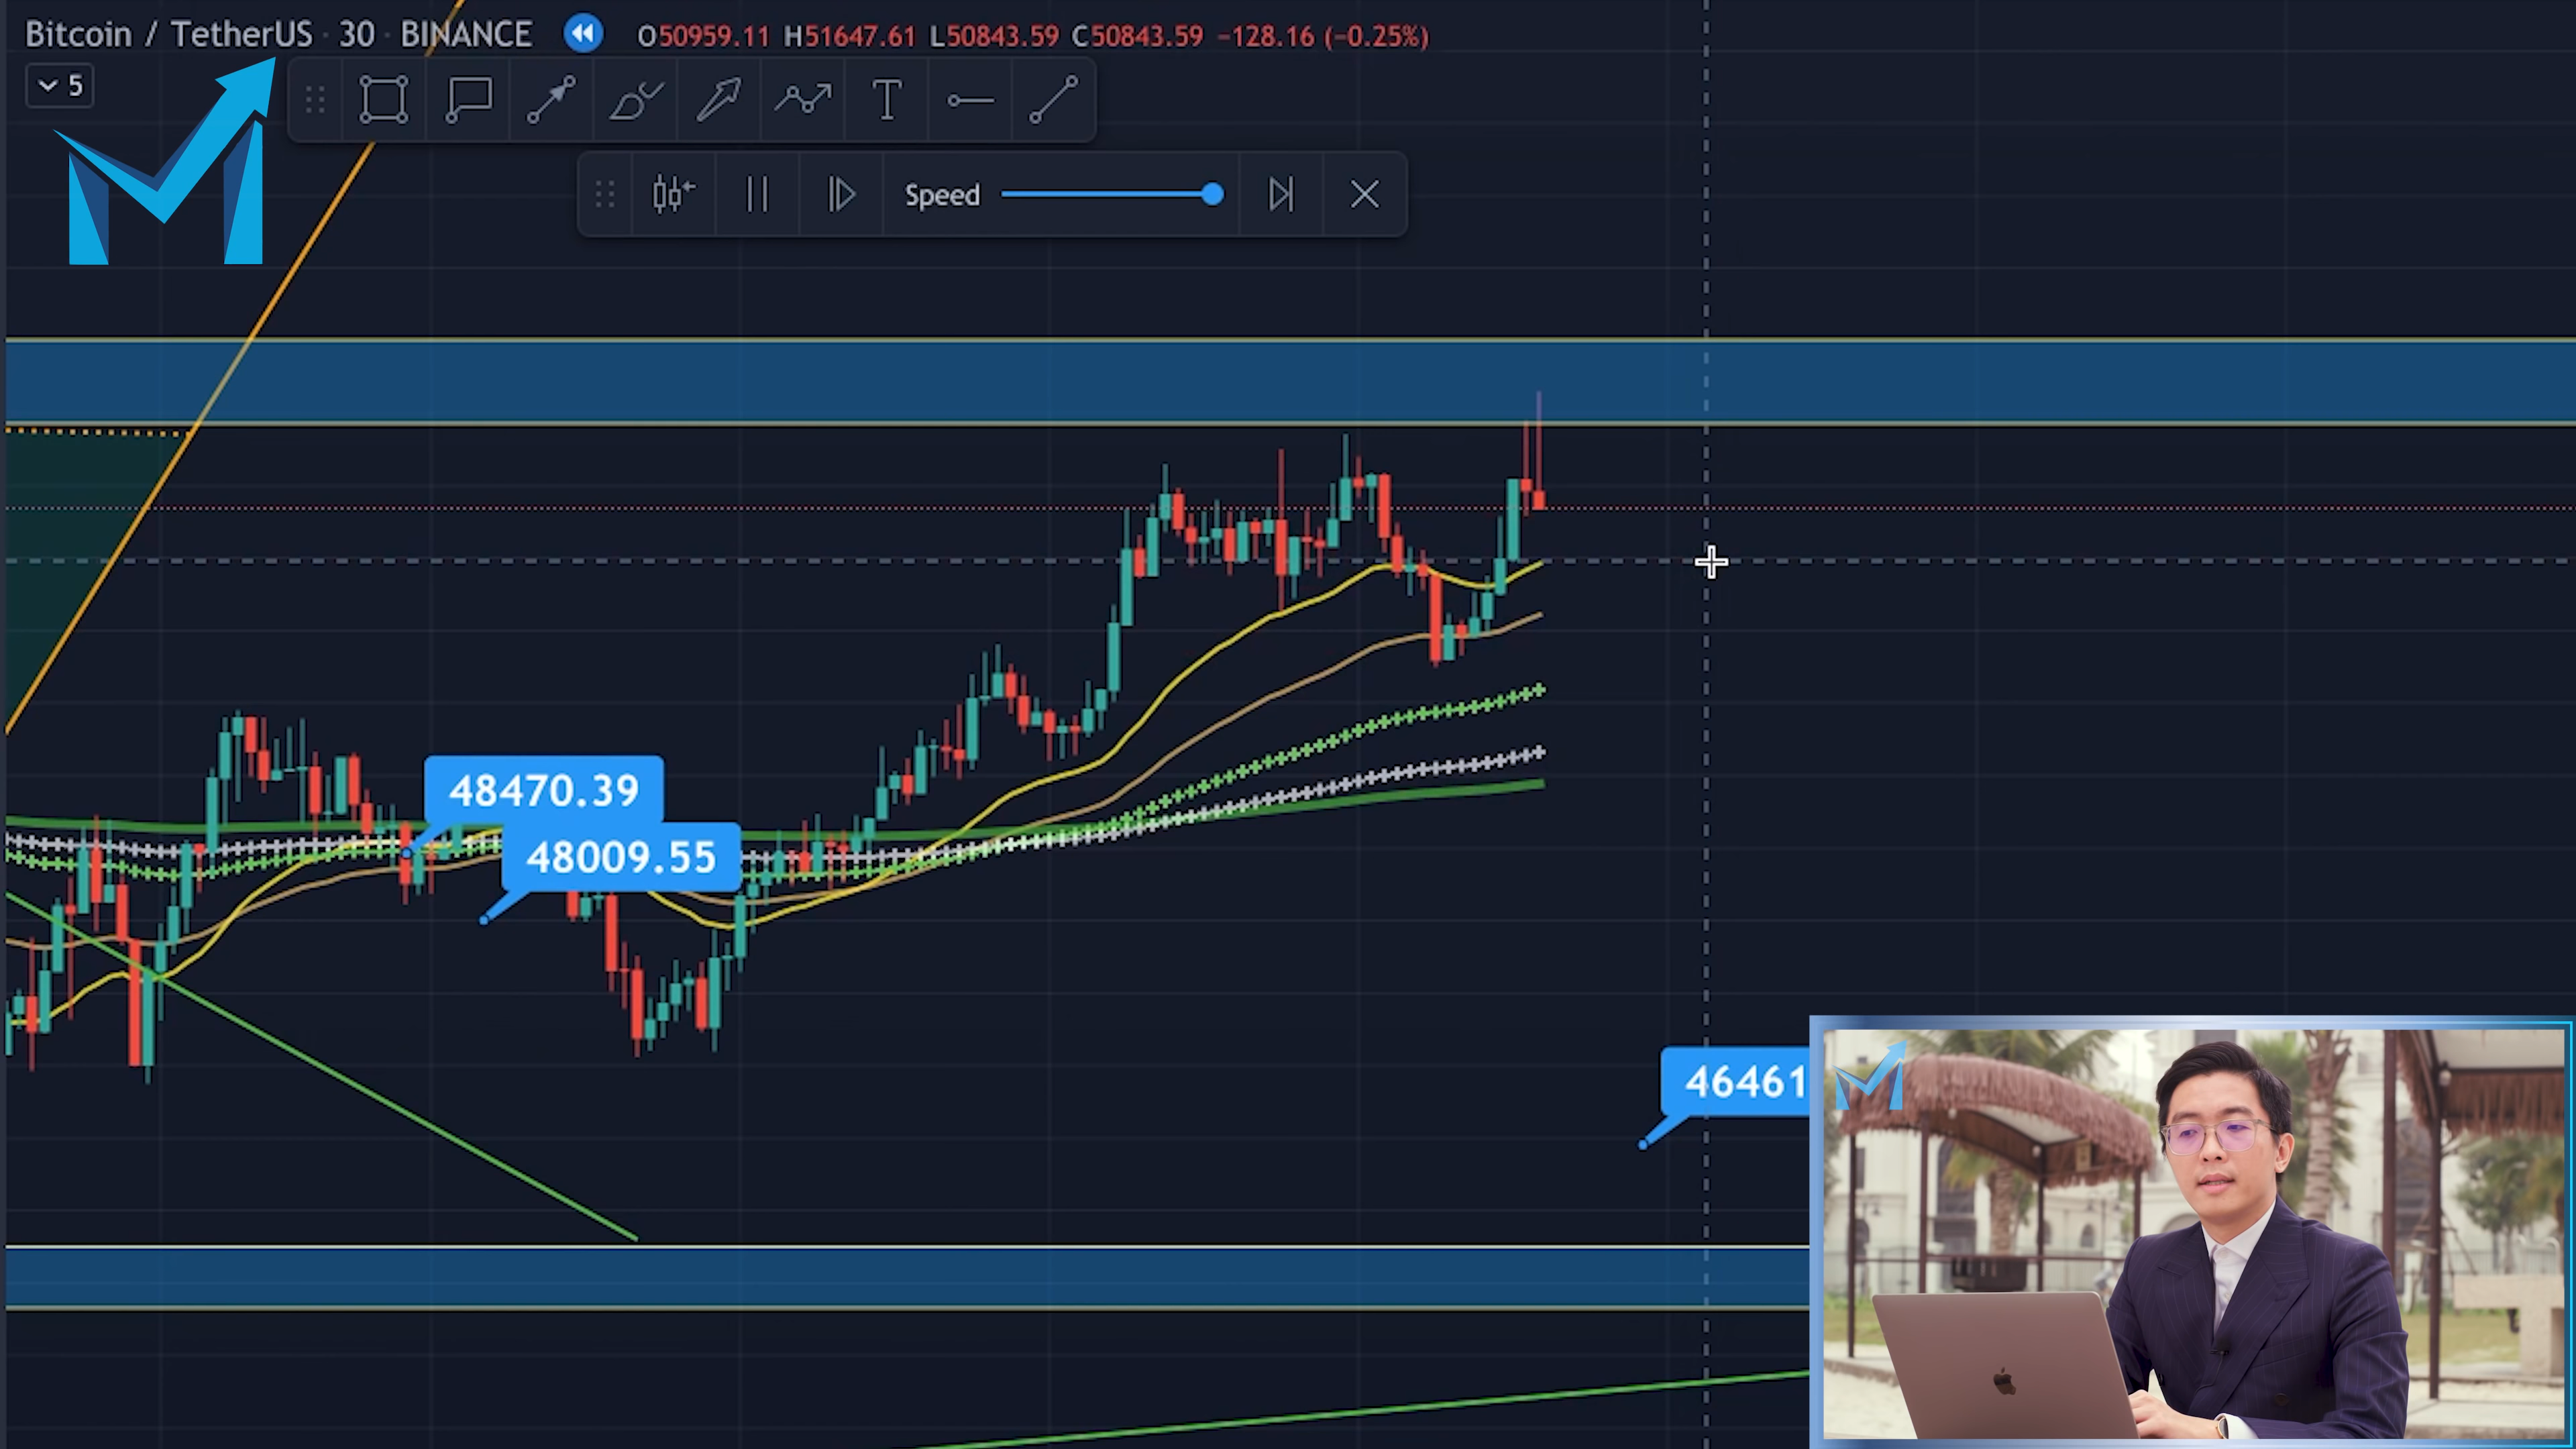 Bitcoin / TetherUS · 30 · BINANCE O50959.11 H51647.61 L50843.59 C50843.59 −128.16 (−0.25%)
5
T
Speed
48470.39
48009.55
46461